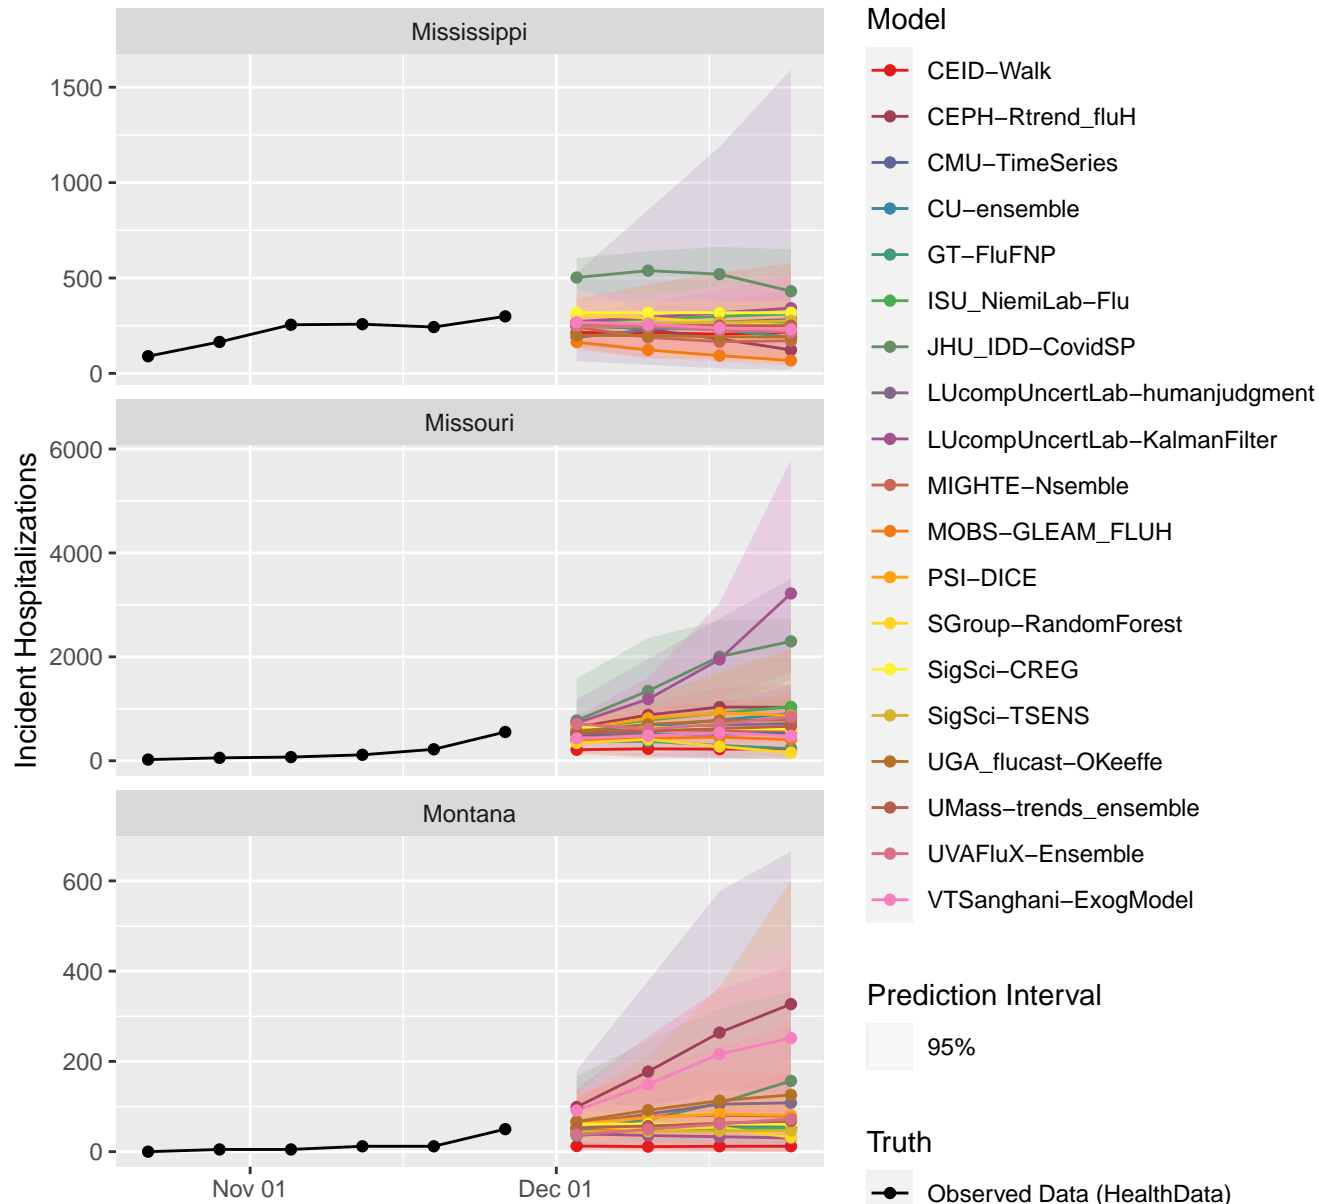 Mississippi
1500
1000
500
0
Missouri
6000
4000
2000
0
Montana
600
400
200
0
Nov 01
Dec 01
Incident Hospitalizations
Model
CEID−Walk
CEPH−Rtrend_fluH
CMU−TimeSeries
CU−ensemble
GT−FluFNP
ISU_NiemiLab−Flu
JHU_IDD−CovidSP
LUcompUncertLab−humanjudgment
LUcompUncertLab−KalmanFilter
MIGHTE−Nsemble
MOBS−GLEAM_FLUH
PSI−DICE
SGroup−RandomForest
SigSci−CREG
SigSci−TSENS
UGA_flucast−OKeeffe
UMass−trends_ensemble
UVAFluX−Ensemble
VTSanghani−ExogModel
Prediction Interval
95%
Truth
Observed Data (HealthData)